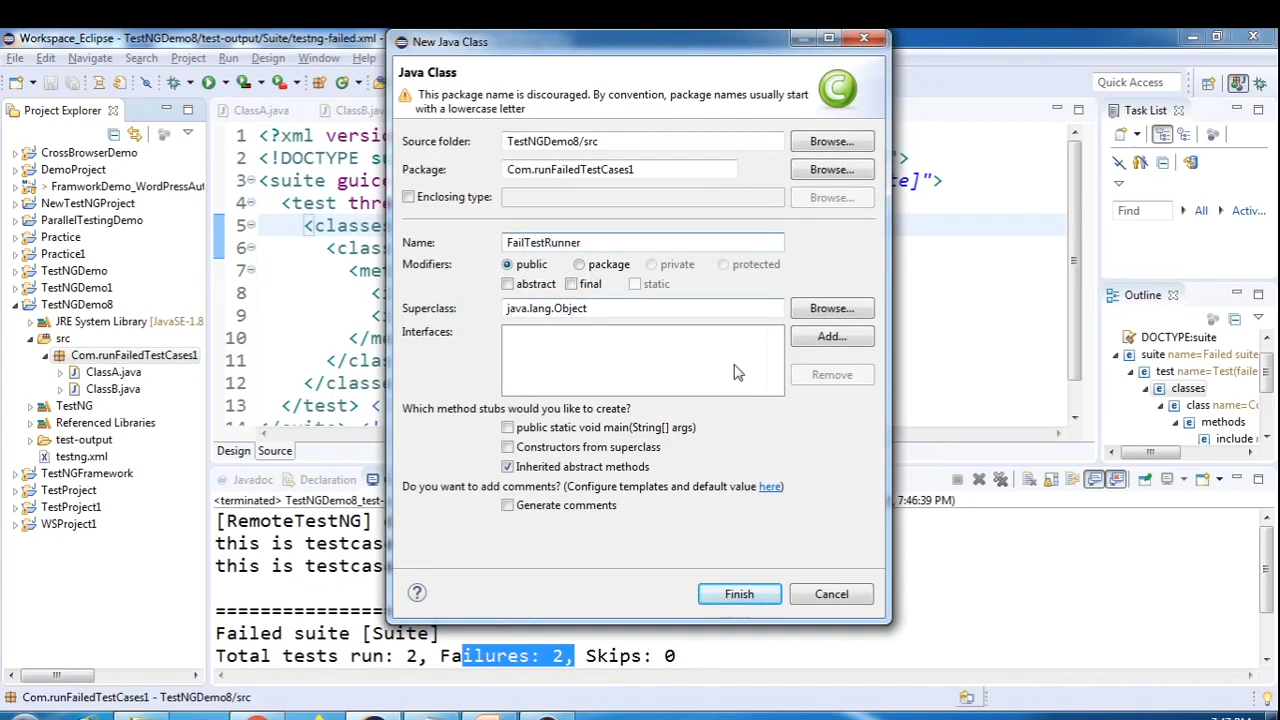 Workspace_Eclipse - TestNGDemo8/test-output/Suite/testng-failed.xml
File Edit Navigate Search Project Run Design Window Help
Quick Access
Project Explorer
CrossBrowserDemo
DemoProject
> FramworkDemo_WordPressAut
NewTestNGProject
ParallelTestingDemo
Practice
Practice1
TestNGDemo
TestNGDemo1
TestNGDemo8
JRE System Library [JavaSE-1.8
src
Com.runFailedTestCases1
ClassA.java
ClassB.java
TestNG
Referenced Libraries
test-output
testng.xml
TestNGFramework
TestProject
TestProject1
WSProject1
ClassA.java ClassB.java
1 <?xml versio
2 <!DOCTYPE su ">
3 <suite guice e]">
4 <test thre
5 <classes
6 <clas
7 <me
8 <
9 <
10 </m
11 </cla
12 </classe
13 </test> <
Design Source
New Java Class
Java Class
This package name is discouraged. By convention, package names usually start
with a lowercase letter
Source folder: TestNGDemo8/src Browse...
Package: Com.runFailedTestCases1 Browse...
Enclosing type: Browse...
Name: FailTestRunner
Modifiers: public package private protected
abstract final static
Superclass: java.lang.Object Browse...
Interfaces: Add...
Remove
Which method stubs would you like to create?
public static void main(String[] args)
Constructors from superclass
Inherited abstract methods
Do you want to add comments? (Configure templates and default value here)
Generate comments
Finish Cancel
Task List
Find All Activ...
Outline
DOCTYPE:suite
suite name=Failed suite
test name=Test(faile
classes
class name=Co
methods
include
Javadoc Declaration
<terminated> TestNGDemo8_test- , 7:46:39 PM)
[RemoteTestNG]
this is testcas
this is testcas
Failed suite [Suite]
Total tests run: 2, Failures: 2, Skips: 0
Com.runFailedTestCases1 - TestNGDemo8/src